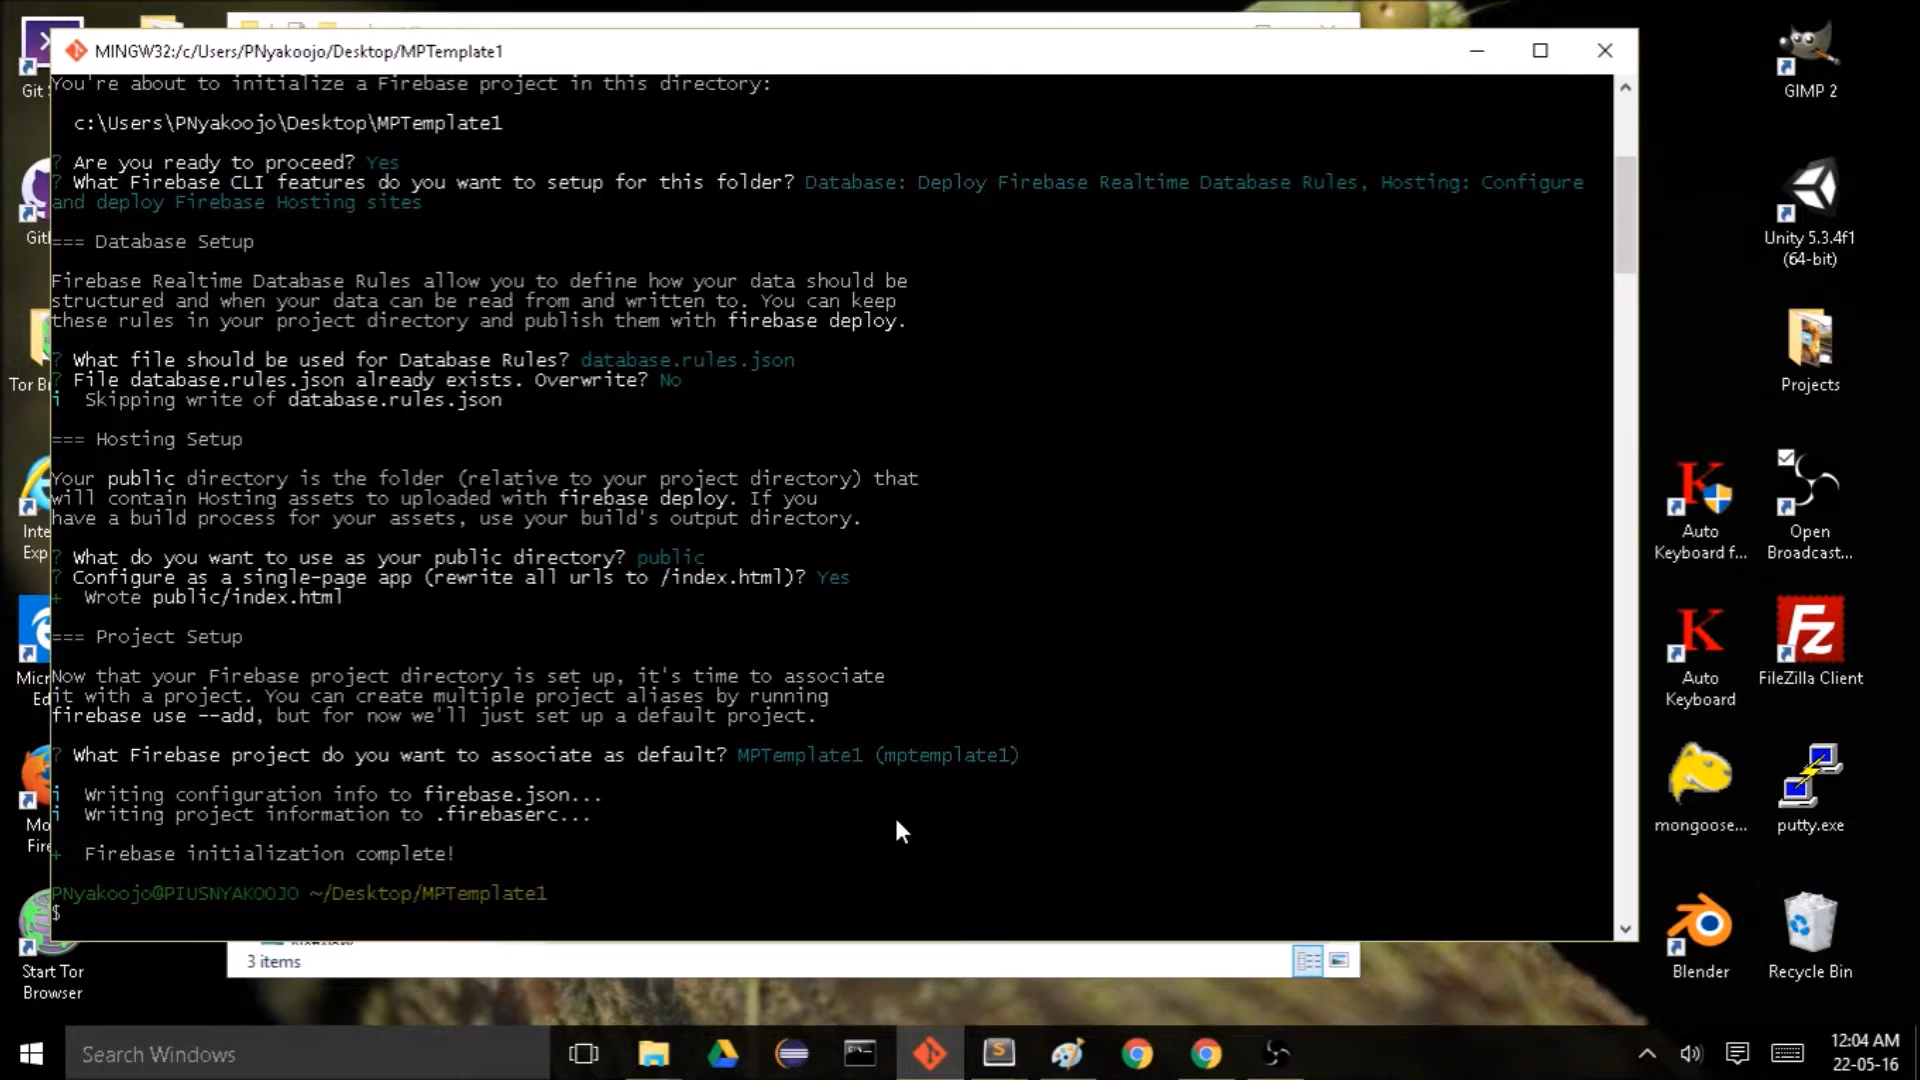 MINGW32:/c/Users/PNyakoojo/Desktop/MPTemplate1
You're about to initialize a Firebase project in this directory:
c:\Users\PNyakoojo\Desktop\MPTemplate1
? Are you ready to proceed? Yes
? What Firebase CLI features do you want to setup for this folder? Database: Deploy Firebase Realtime Database Rules, Hosting: Configure
and deploy Firebase Hosting sites
=== Database Setup
Firebase Realtime Database Rules allow you to define how your data should be
structured and when your data can be read from and written to. You can keep
these rules in your project directory and publish them with firebase deploy.
? What file should be used for Database Rules? database.rules.json
? File database.rules.json already exists. Overwrite? No
i Skipping write of database.rules.json
=== Hosting Setup
Your public directory is the folder (relative to your project directory) that
will contain Hosting assets to uploaded with firebase deploy. If you
have a build process for your assets, use your build's output directory.
? What do you want to use as your public directory? public
? Configure as a single-page app (rewrite all urls to /index.html)? Yes
+ Wrote public/index.html
=== Project Setup
Now that your Firebase project directory is set up, it's time to associate
it with a project. You can create multiple project aliases by running
firebase use --add, but for now we'll just set up a default project.
? What Firebase project do you want to associate as default? MPTemplate1 (mptemplate1)
i Writing configuration info to firebase.json...
i Writing project information to .firebaserc...
+ Firebase initialization complete!
PNyakoojo@PIUSNYAKOOJO ~/Desktop/MPTemplate1
$
3 items
Git
Tor
Start Tor
Browser
GIMP 2
Unity 5.3.4f1
(64-bit)
Projects
Auto
Keyboard f...
Open
Broadcast...
Auto
Keyboard
FileZilla Client
mongoose...
putty.exe
Blender
Recycle Bin
Search Windows
12:04 AM
22-05-16